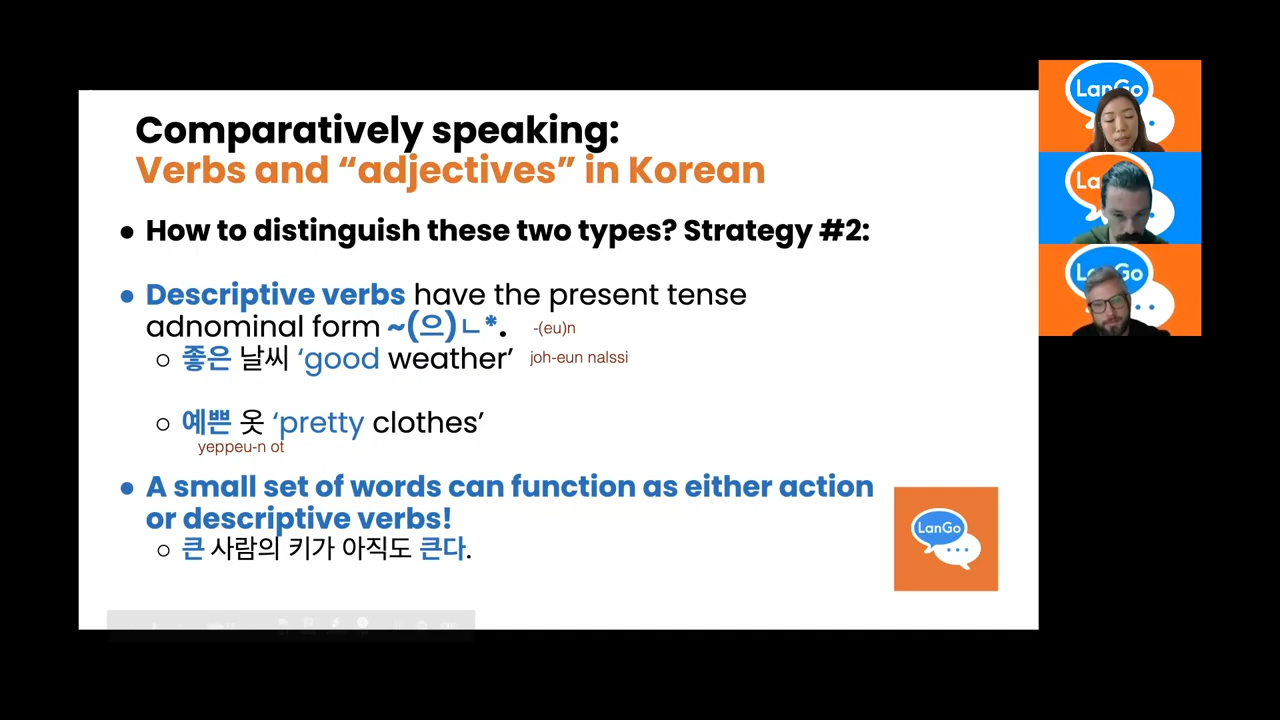 Comparatively speaking:
Verbs and “adjectives” in Korean
● How to distinguish these two types? Strategy #2:
● Descriptive verbs have the present tense
adnominal form ~(으)ㄴ*. -(eu)n
○ 좋은 날씨 ‘good weather’ joh-eun nalssi
○ 예쁜 옷 ‘pretty clothes’
yeppeu-n ot
● A small set of words can function as either action
or descriptive verbs!
○ 큰 사람의 키가 아직도 큰다.
LanGo
LanGo
LanGo